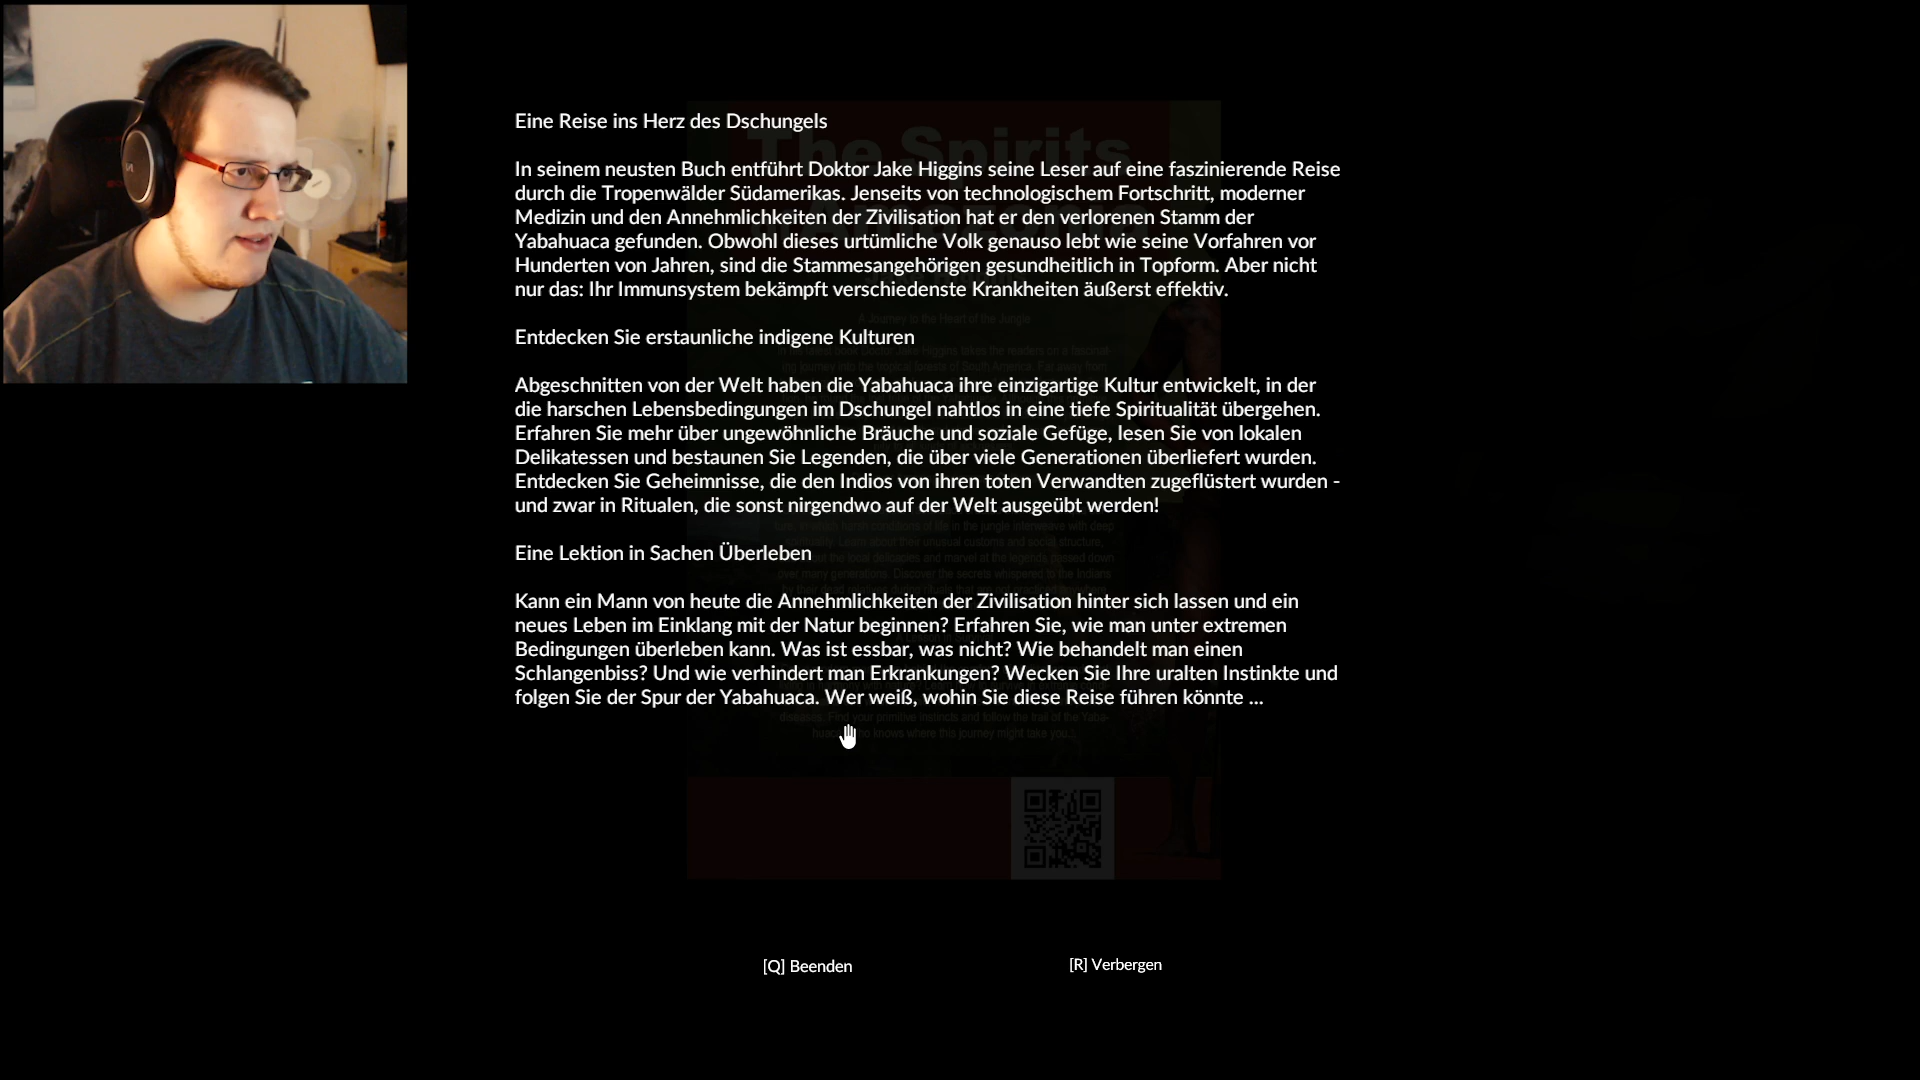 Eine Reise ins Herz des Dschungels
In seinem neusten Buch entführt Doktor Jake Higgins seine Leser auf eine faszinierende Reise
durch die Tropenwälder Südamerikas. Jenseits von technologischem Fortschritt, moderner
Medizin und den Annehmlichkeiten der Zivilisation hat er den verlorenen Stamm der
Yabahuaca gefunden. Obwohl dieses urtümliche Volk genauso lebt wie seine Vorfahren vor
Hunderten von Jahren, sind die Stammesangehörigen gesundheitlich in Topform. Aber nicht
nur das: Ihr Immunsystem bekämpft verschiedenste Krankheiten äußerst effektiv.
Entdecken Sie erstaunliche indigene Kulturen
Abgeschnitten von der Welt haben die Yabahuaca ihre einzigartige Kultur entwickelt, in der
die harschen Lebensbedingungen im Dschungel nahtlos in eine tiefe Spiritualität übergehen.
Erfahren Sie mehr über ungewöhnliche Bräuche und soziale Gefüge, lesen Sie von lokalen
Delikatessen und bestaunen Sie Legenden, die über viele Generationen überliefert wurden.
Entdecken Sie Geheimnisse, die den Indios von ihren toten Verwandten zugeflüstert wurden -
und zwar in Ritualen, die sonst nirgendwo auf der Welt ausgeübt werden!
Eine Lektion in Sachen Überleben
Kann ein Mann von heute die Annehmlichkeiten der Zivilisation hinter sich lassen und ein
neues Leben im Einklang mit der Natur beginnen? Erfahren Sie, wie man unter extremen
Bedingungen überleben kann. Was ist essbar, was nicht? Wie behandelt man einen
Schlangenbiss? Und wie verhindert man Erkrankungen? Wecken Sie Ihre uralten Instinkte und
folgen Sie der Spur der Yabahuaca. Wer weiß, wohin Sie diese Reise führen könnte ...
[Q] Beenden
[R] Verbergen
The Spirits
A Journey to the Heart of the Jungle